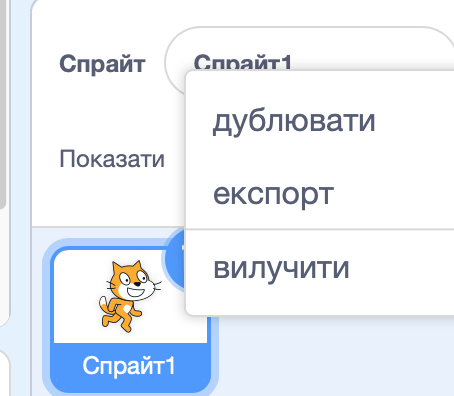 Спрайт
Спрайт1
дублювати
Показати
експорт
вилучити
Спрайт1